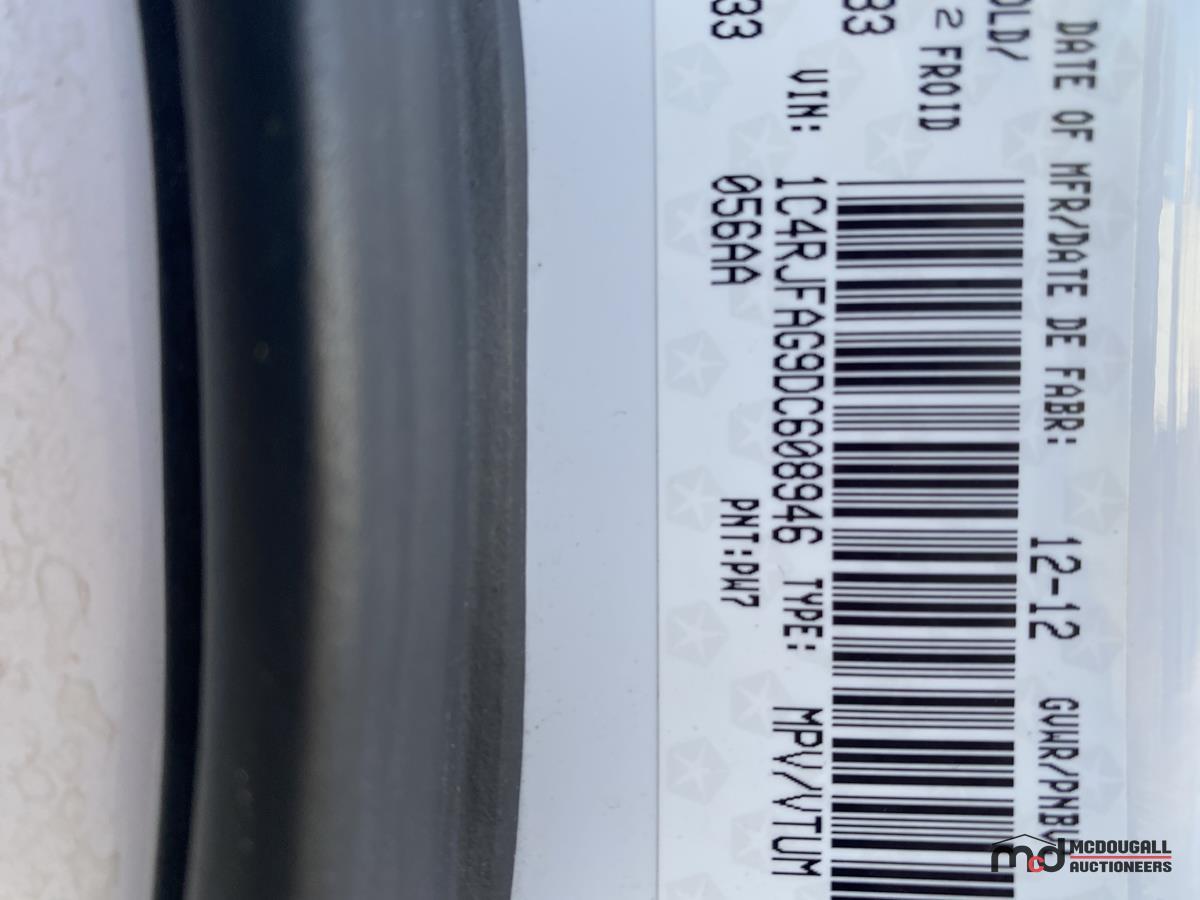 DATE OF MFR/DATE DE FABR: 12-12 GVWR/PNBV
OLD/
2 FROID
33
VIN: 1C4RJFAG9DC608946 TYPE: MPV/VTUM
33 056AA PNT:PW7
mcd MCDOUGALL
AUCTIONEERS